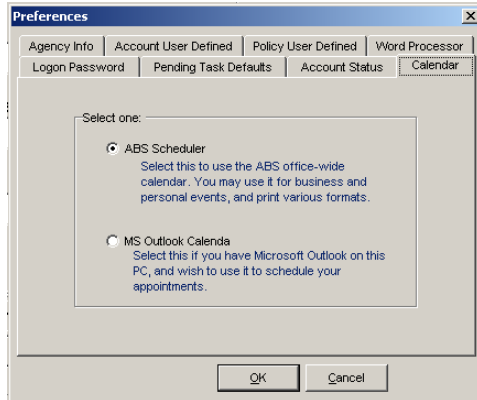 Preferences
Agency Info Account User Defined Policy User Defined Word Processor
Logon Password Pending Task Defaults Account Status Calendar
Select one:
ABS Scheduler
Select this to use the ABS office-wide
calendar. You may use it for business and
personal events, and print various formats.
MS Outlook Calenda
Select this if you have Microsoft Outlook on this
PC, and wish to use it to schedule your
appointments.
OK Cancel